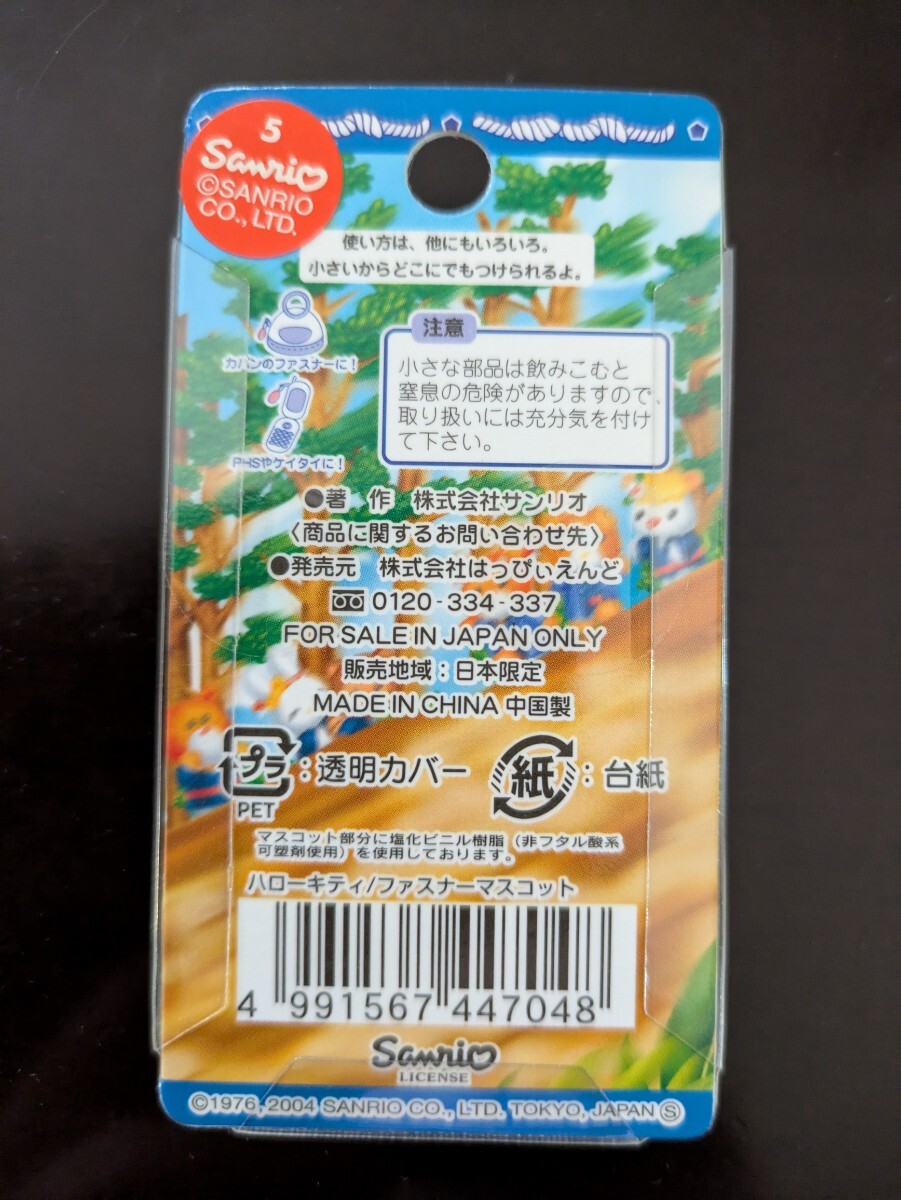 5
Sanrio
©SANRIO
CO., LTD.
使い方は、他にもいろいろ。
小さいからどこにでもつけられるよ。
カバンのファスナーに!
PHSやケイタイに!
注意
小さな部品は飲みこむと
窒息の危険がありますので、
取り扱いには充分気を付け
て下さい。
●著 作 株式会社サンリオ
〈商品に関するお問い合わせ先〉
●発売元 株式会社はっぴぃえんど
0120-334-337
FOR SALE IN JAPAN ONLY
販売地域：日本限定
MADE IN CHINA 中国製
プラ：透明カバー
PET
紙：台紙
マスコット部分に塩化ビニル樹脂（非フタル酸系
可塑剤使用）を使用しております。
ハローキティ/ファスナーマスコット
4 991567 447048
Sanrio
LICENSE
©1976, 2004 SANRIO CO., LTD. TOKYO, JAPAN Ⓢ